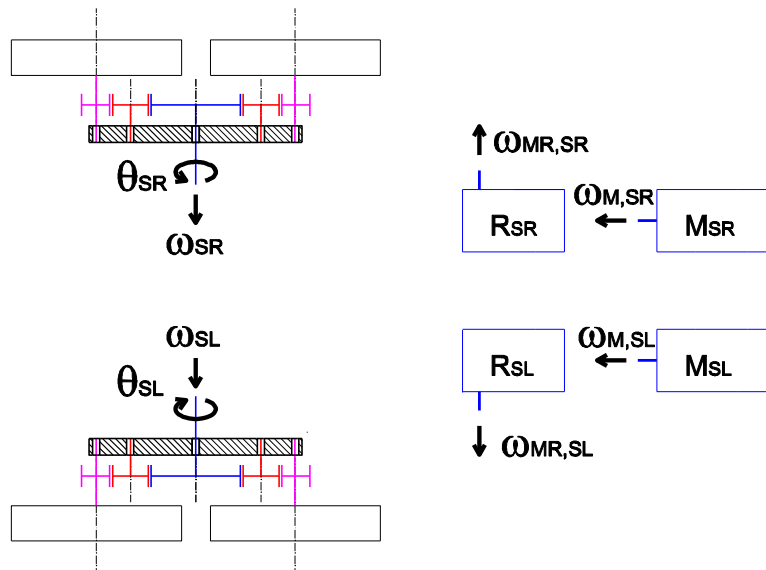 ωMR,SR
θSR
ωM,SR
RSR
MSR
ωSR
ωSL
ωM,SL
θSL
RSL
MSL
ωMR,SL